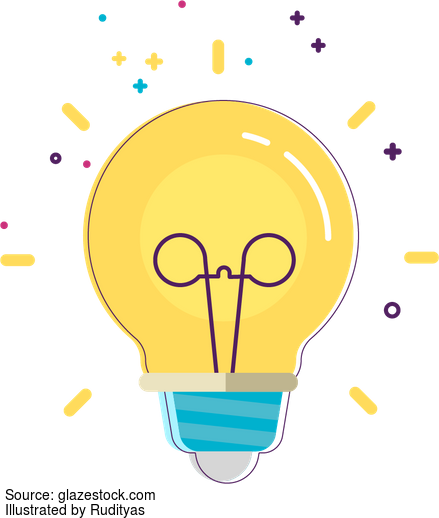 Source: glazestock.com
Illustrated by Rudityas